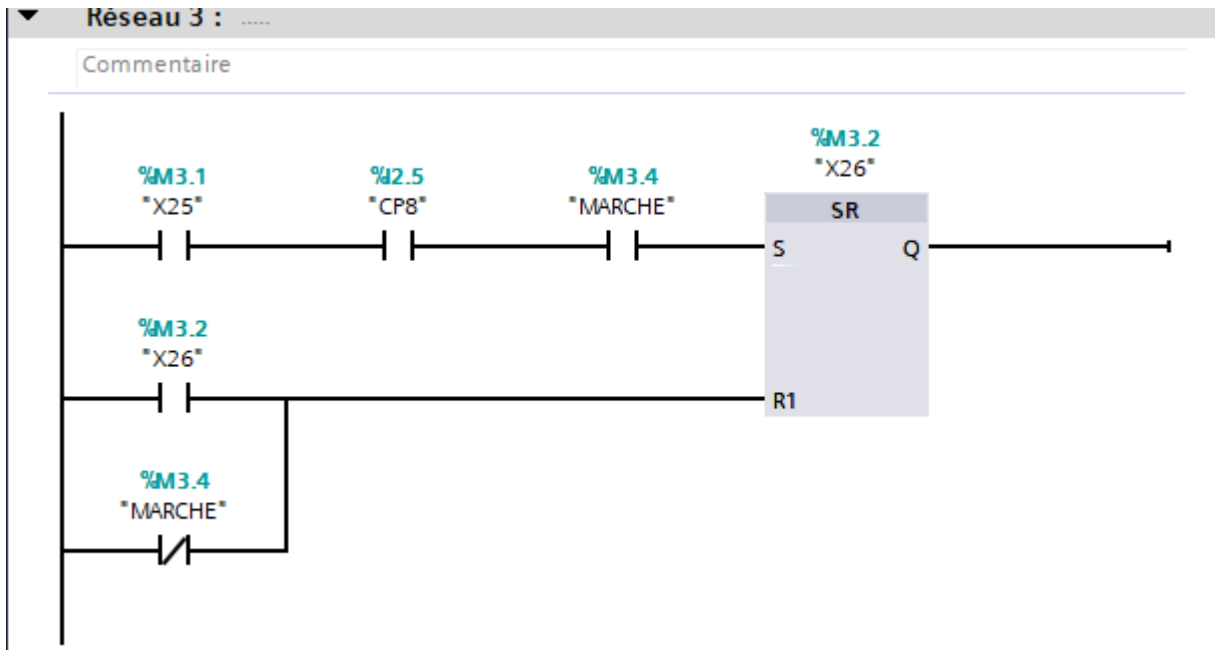 Réseau 3 : .....
Commentaire
%M3.2
"X26"
%M3.1
"X25"
%I2.5
"CP8"
%M3.4
"MARCHE"
SR
S
Q
%M3.2
"X26"
R1
%M3.4
"MARCHE"